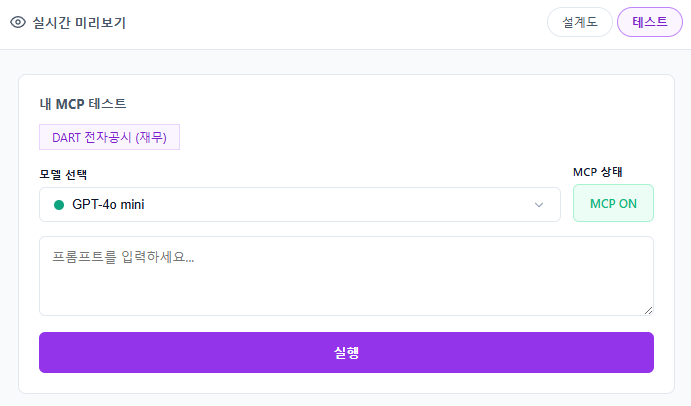 실시간 미리보기
설계도
테스트
내 MCP 테스트
DART 전자공시 (재무)
모델 선택
MCP 상태
GPT-4o mini
MCP ON
프롬프트를 입력하세요...
실행